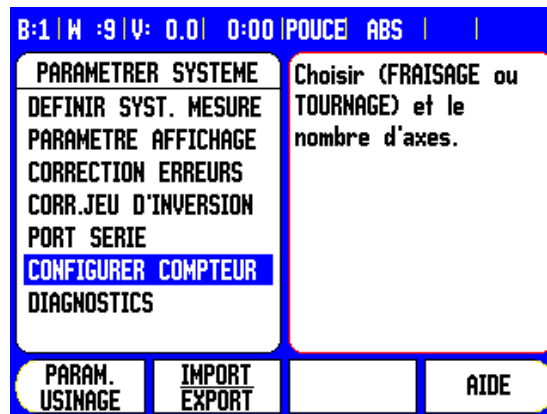 B:1 | W :9 | V: 0.0 | 0:00 | POUCE ABS | |
PARAMETRER SYSTEME
DEFINIR SYST. MESURE
PARAMETRE AFFICHAGE
CORRECTION ERREURS
CORR.JEU D'INVERSION
PORT SERIE
CONFIGURER COMPTEUR
DIAGNOSTICS
Choisir (FRAISAGE ou
TOURNAGE) et le
nombre d'axes.
PARAM.
USINAGE
IMPORT
EXPORT
AIDE